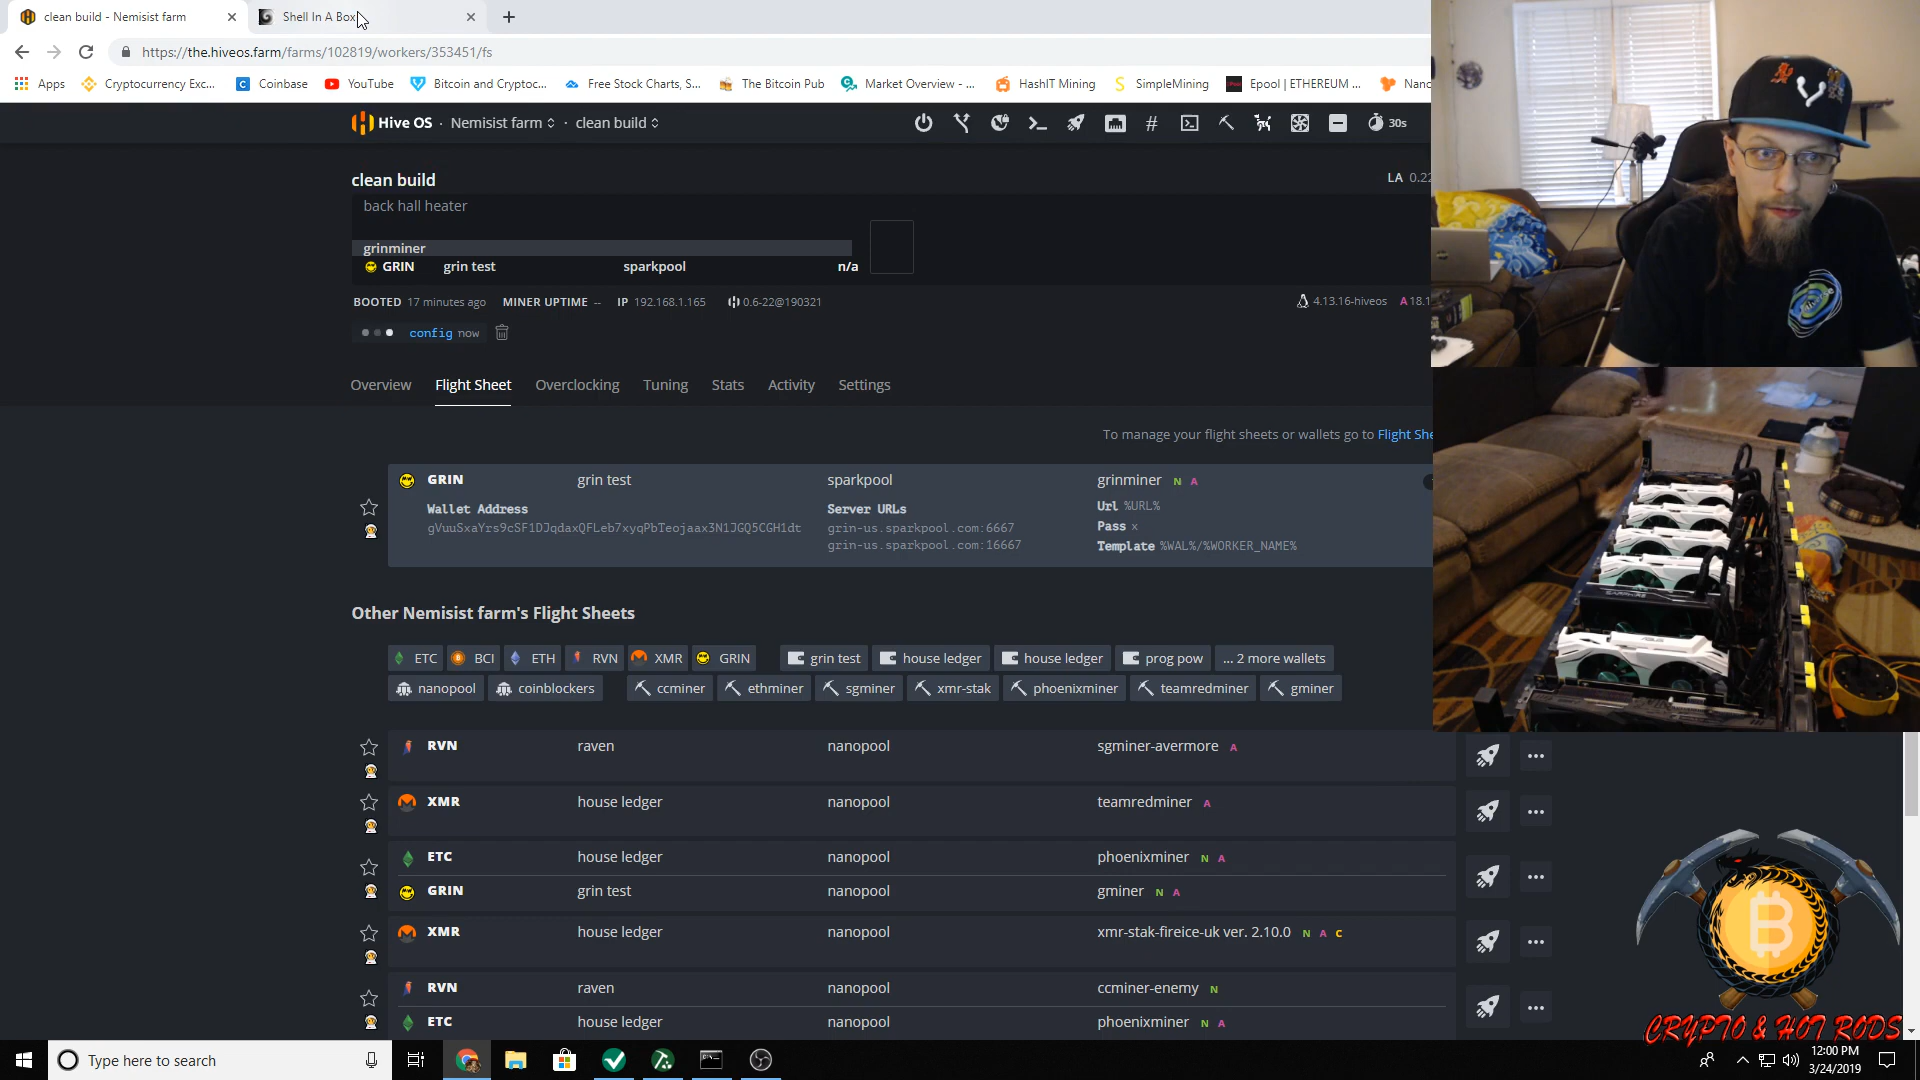 clean build - Nemisist farm
Shell In A Box
https://the.hiveos.farm/farms/102819/workers/353451/fs
Apps
Cryptocurrency Exc...
Coinbase
YouTube
Bitcoin and Cryptoc...
Free Stock Charts, S...
The Bitcoin Pub
Market Overview - ...
HashIT Mining
SimpleMining
Epool | ETHEREUM ...
Nano
Hive OS · Nemisist farm · clean build
30s
clean build
LA 0.22
back hall heater
grinminer
GRIN grin test sparkpool n/a
BOOTED 17 minutes ago MINER UPTIME -- IP 192.168.1.165 0.6-22@190321
4.13.16-hiveos A 18.1
config now
Overview Flight Sheet Overclocking Tuning Stats Activity Settings
To manage your flight sheets or wallets go to Flight She
GRIN grin test sparkpool grinminer N A
Wallet Address Server URLs Url %URL%
gVuuSxaYrs9cSF1DJqdaxQFLeb7xyqPbTeojaax3N1JGQ5CGH1dt grin-us.sparkpool.com:6667 Pass x
grin-us.sparkpool.com:16667 Template %WAL%/%WORKER_NAME%
Other Nemisist farm's Flight Sheets
ETC BCI ETH RVN XMR GRIN grin test house ledger house ledger prog pow ... 2 more wallets
nanopool coinblockers ccminer ethminer sgminer xmr-stak phoenixminer teamredminer gminer
RVN raven nanopool sgminer-avermore A
XMR house ledger nanopool teamredminer A
ETC house ledger nanopool phoenixminer N A
GRIN grin test nanopool gminer N A
XMR house ledger nanopool xmr-stak-fireice-uk ver. 2.10.0 N A C
RVN raven nanopool ccminer-enemy N
ETC house ledger nanopool phoenixminer N A
CRYPTO & HOT RODS
Type here to search
12:00 PM
3/24/2019